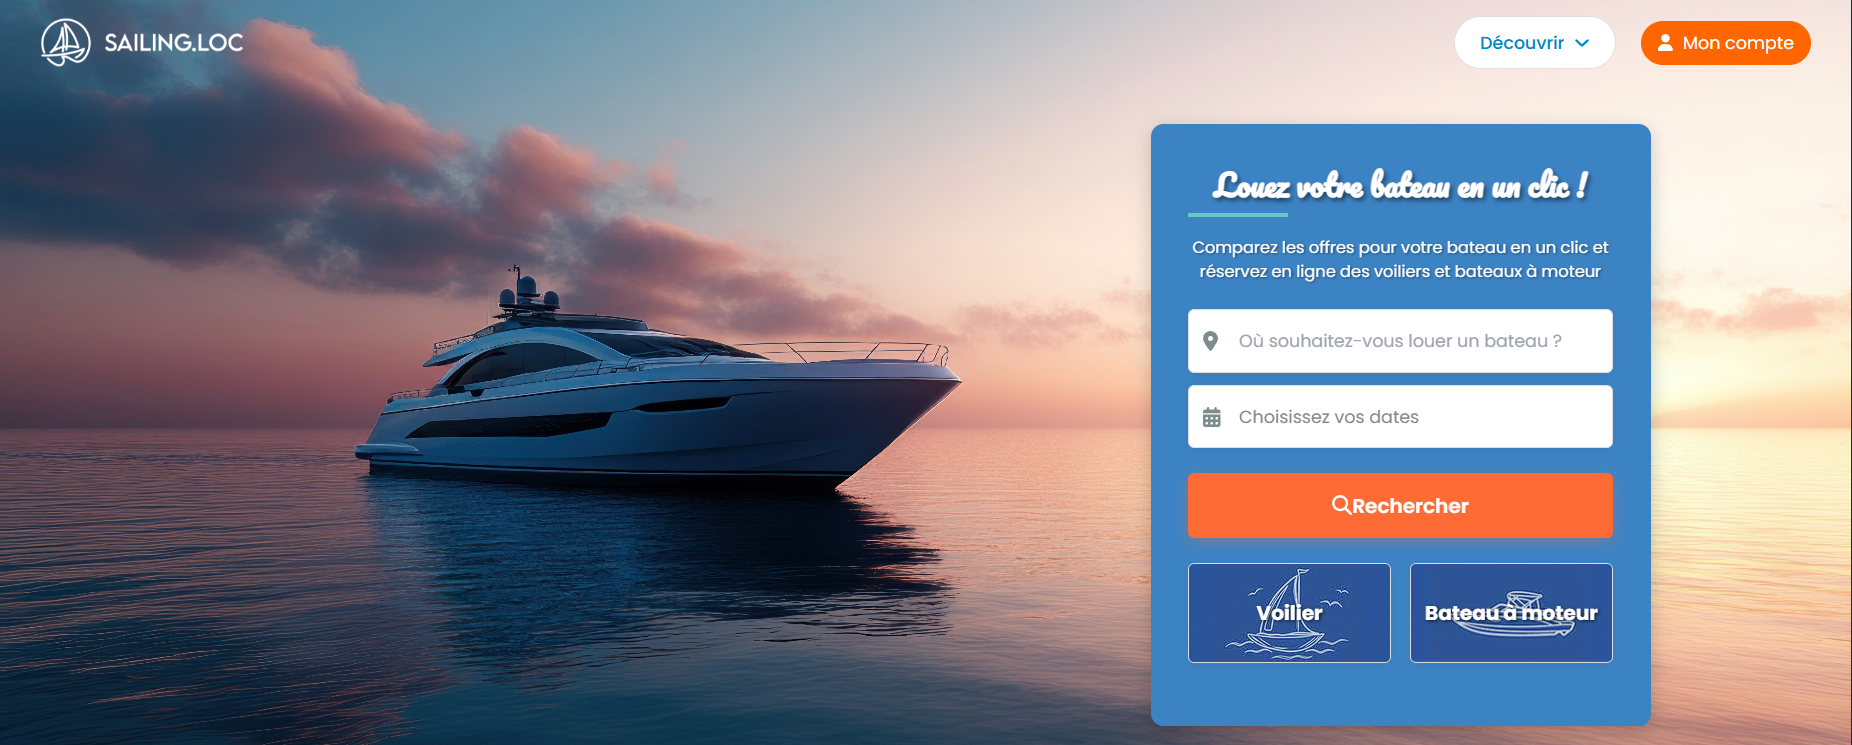 SAILING.LOC
Découvrir
Mon compte
Louez votre bateau en un clic !
Comparez les offres pour votre bateau en un clic et
réservez en ligne des voiliers et bateaux à moteur
Où souhaitez-vous louer un bateau ?
Choisissez vos dates
Rechercher
Voilier
Bateau à moteur